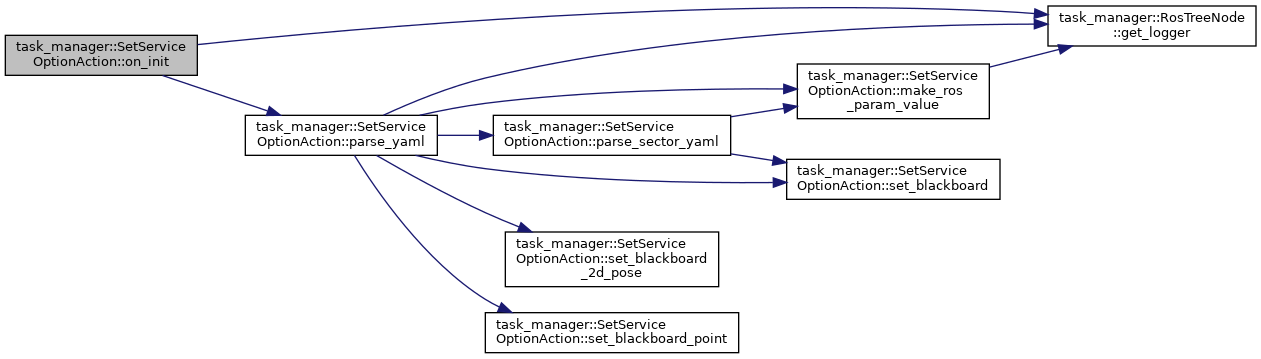 task_manager::SetService
OptionAction::on_init
task_manager::RosTreeNode
::get_logger
task_manager::SetService
OptionAction::parse_yaml
task_manager::SetService
OptionAction::make_ros
_param_value
task_manager::SetService
OptionAction::parse_sector_yaml
task_manager::SetService
OptionAction::set_blackboard
task_manager::SetService
OptionAction::set_blackboard
_2d_pose
task_manager::SetService
OptionAction::set_blackboard_point